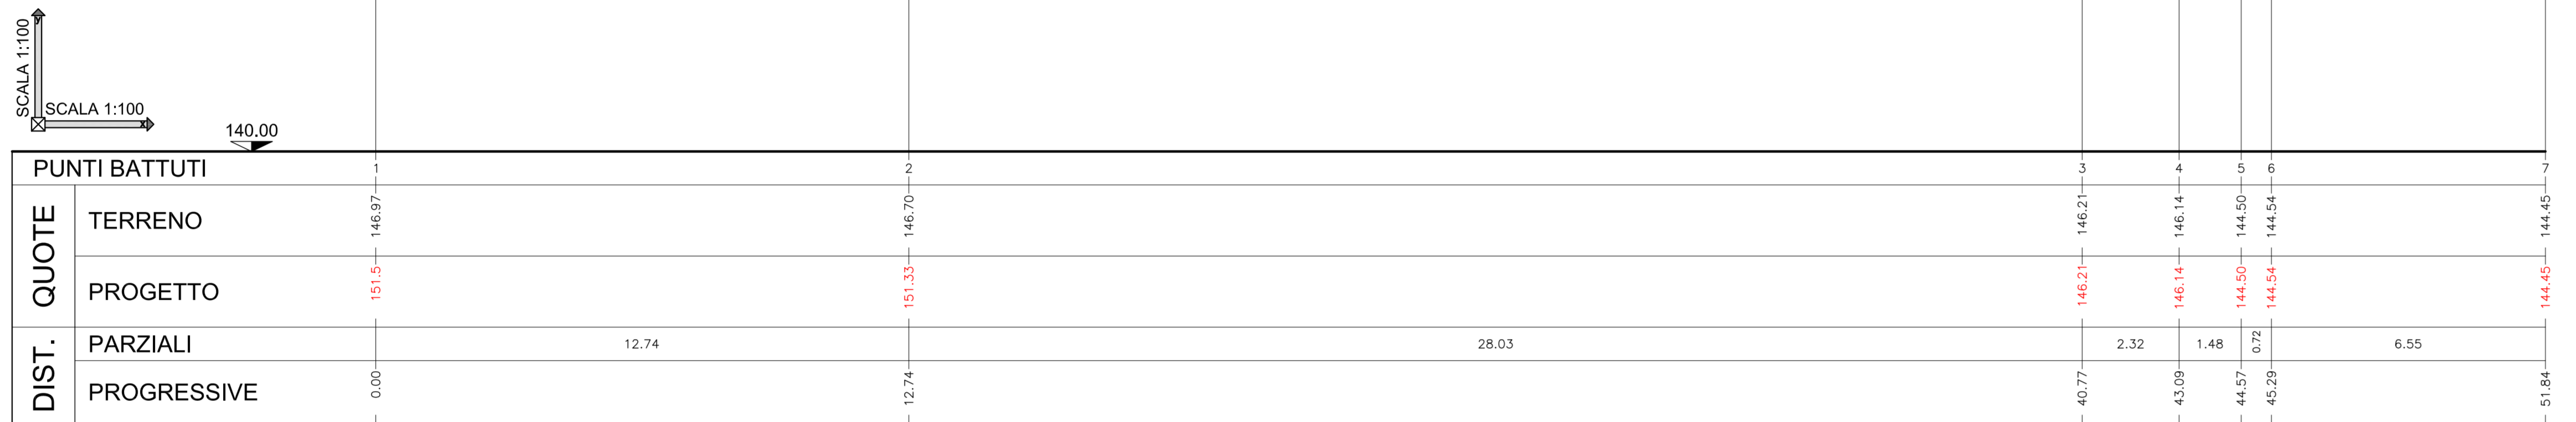 y
SCALA 1:100
SCALA 1:100
x
140.00
PUNTI BATTUTI 1 2 3 4 5 6 7
QUOTE
TERRENO 146.97 146.70 146.21 146.14 144.50 144.54 144.45
PROGETTO 151.5 151.33 146.21 146.14 144.50 144.54 144.45
DIST.
PARZIALI 12.74 28.03 2.32 1.48 0.72 6.55
PROGRESSIVE 0.00 12.74 40.77 43.09 44.57 45.29 51.84